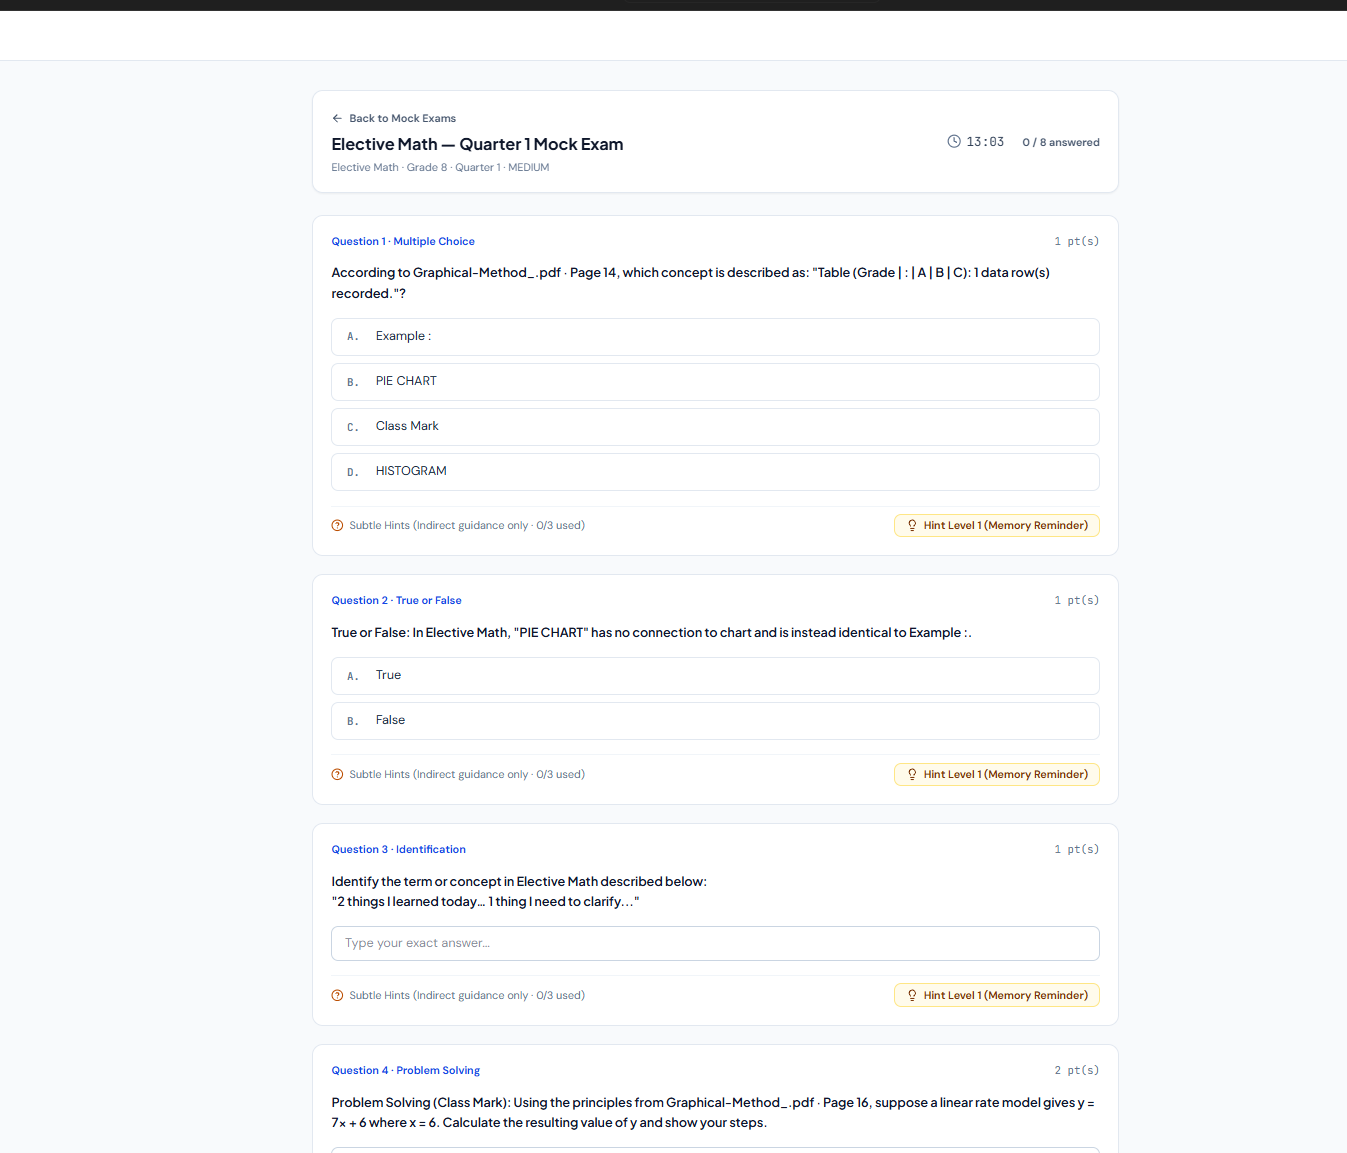 Back to Mock Exams
Elective Math — Quarter 1 Mock Exam
13:03
0 / 8 answered
Elective Math · Grade 8 · Quarter 1 · MEDIUM
Question 1 · Multiple Choice
1 pt(s)
According to Graphical-Method_.pdf · Page 14, which concept is described as: "Table (Grade | : | A | B | C): 1 data row(s)
recorded."?
A. Example :
B. PIE CHART
C. Class Mark
D. HISTOGRAM
Subtle Hints (Indirect guidance only · 0/3 used)
Hint Level 1 (Memory Reminder)
Question 2 · True or False
1 pt(s)
True or False: In Elective Math, "PIE CHART" has no connection to chart and is instead identical to Example :.
A. True
B. False
Subtle Hints (Indirect guidance only · 0/3 used)
Hint Level 1 (Memory Reminder)
Question 3 · Identification
1 pt(s)
Identify the term or concept in Elective Math described below:
"2 things I learned today... 1 thing I need to clarify..."
Type your exact answer...
Subtle Hints (Indirect guidance only · 0/3 used)
Hint Level 1 (Memory Reminder)
Question 4 · Problem Solving
2 pt(s)
Problem Solving (Class Mark): Using the principles from Graphical-Method_.pdf · Page 16, suppose a linear rate model gives y =
7x + 6 where x = 6. Calculate the resulting value of y and show your steps.